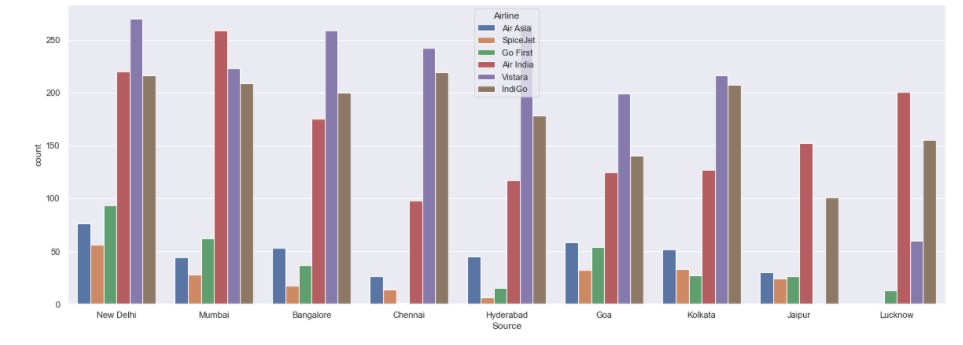 Airline
Air Asia
SpiceJet
Go First
Air India
Vistara
IndiGo
250
200
150
100
50
0
count
New Delhi
Mumbai
Bangalore
Chennai
Hyderabad
Goa
Kolkata
Jaipur
Lucknow
Source